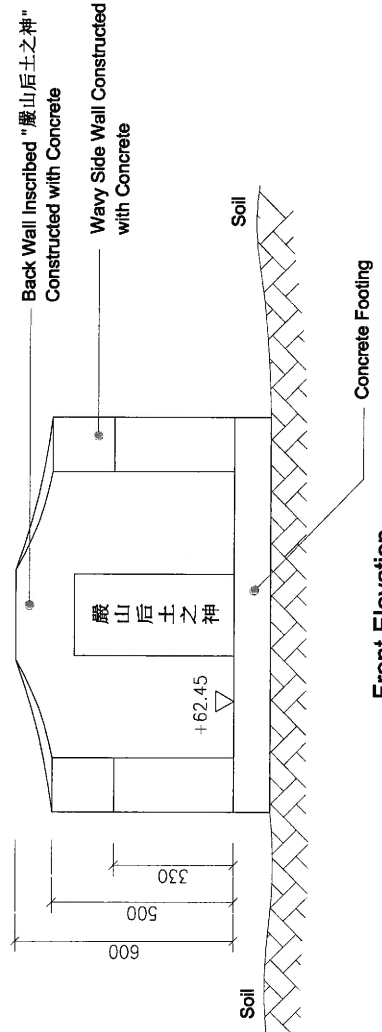 Back Wall Inscribed "嚴山后土之神"
Constructed with Concrete
Wavy Side Wall Constructed
with Concrete
嚴山后土之神
+62.45
600
500
330
Soil
Soil
Concrete Footing
Front Elevation